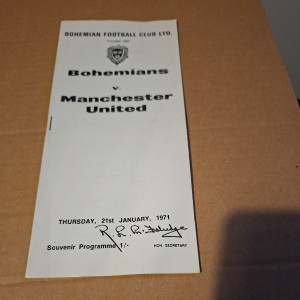 BOHEMIAN FOOTBALL CLUB LTD.
Bohemians
v.
Manchester
United
THURSDAY, 21st JANUARY, 1971
Souvenir Programme 1/-
HON. SECRETARY